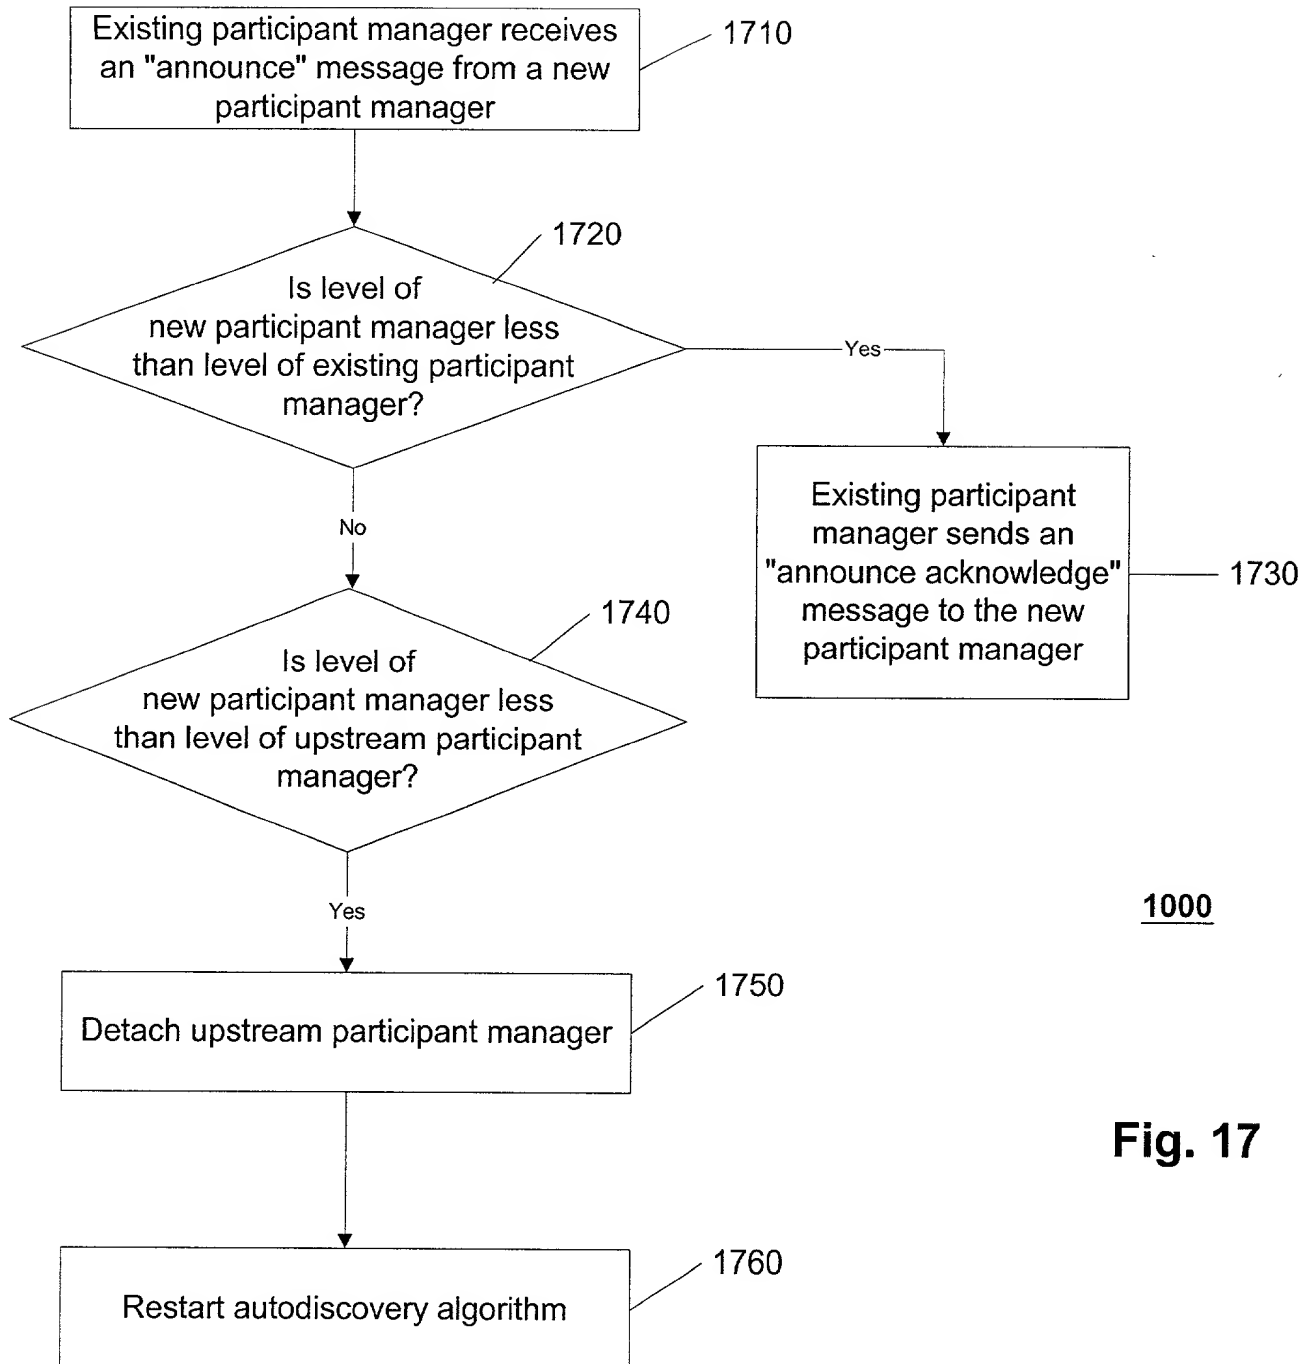 Existing participant manager receives
an "announce" message from a new
participant manager
1710
1720
Is level of
new participant manager less
than level of existing participant
manager?
Yes
No
Existing participant
manager sends an
"announce acknowledge"
message to the new
participant manager
1730
1740
Is level of
new participant manager less
than level of upstream participant
manager?
Yes
1000
1750
Detach upstream participant manager
Fig. 17
1760
Restart autodiscovery algorithm